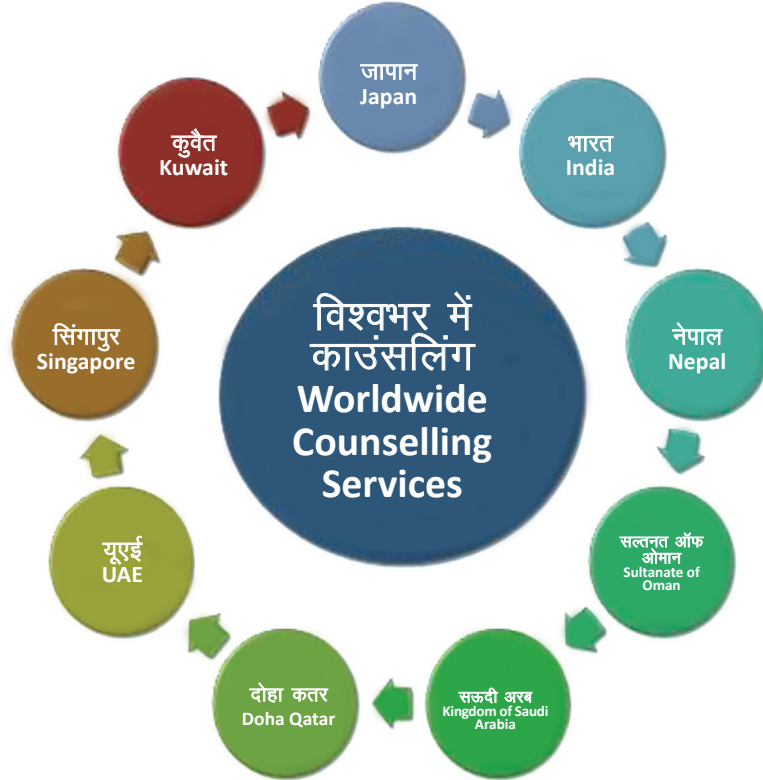 जापान
Japan
भारत
India
नेपाल
Nepal
सल्तनत ऑफ
ओमान
Sultanate of
Oman
सऊदी अरब
Kingdom of Saudi
Arabia
दोहा कतर
Doha Qatar
यूएई
UAE
सिंगापुर
Singapore
कुवैत
Kuwait
विश्वभर में
काउंसलिंग
Worldwide
Counselling
Services